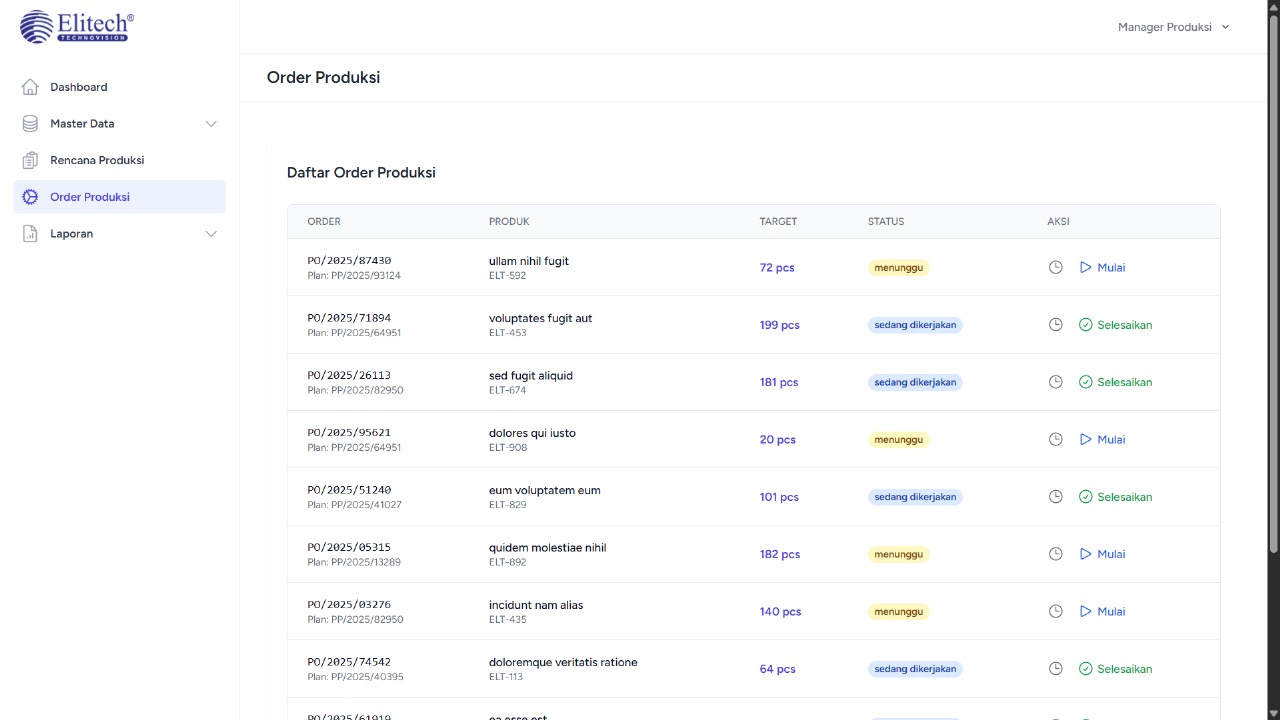 Elitech®
TECHNOVISION
Manager Produksi
Dashboard
Master Data
Rencana Produksi
Order Produksi
Laporan
Order Produksi
Daftar Order Produksi
ORDER PRODUK TARGET STATUS AKSI
PO/2025/87430 ullam nihil fugit 72 pcs menunggu Mulai
Plan: PP/2025/93124 ELT-592
PO/2025/71894 voluptates fugit aut 199 pcs sedang dikerjakan Selesaikan
Plan: PP/2025/64951 ELT-453
PO/2025/26113 sed fugit aliquid 181 pcs sedang dikerjakan Selesaikan
Plan: PP/2025/82950 ELT-674
PO/2025/95621 dolores qui iusto 20 pcs menunggu Mulai
Plan: PP/2025/64951 ELT-908
PO/2025/51240 eum voluptatem eum 101 pcs sedang dikerjakan Selesaikan
Plan: PP/2025/41027 ELT-829
PO/2025/05315 quidem molestiae nihil 182 pcs menunggu Mulai
Plan: PP/2025/13289 ELT-892
PO/2025/03276 incidunt nam alias 140 pcs menunggu Mulai
Plan: PP/2025/82950 ELT-435
PO/2025/74542 doloremque veritatis ratione 64 pcs sedang dikerjakan Selesaikan
Plan: PP/2025/40395 ELT-113
PO/2025/61919 ea esse est